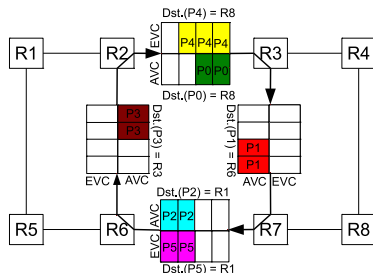 Dst.(P4) = R8
R1
R2
EVC
P4
P4
P4
R3
R4
AVC
P0
P0
Dst.(P0) = R8
P3
P3
Dst.(P3) = R3
EVC
AVC
Dst.(P1) = R6
P1
P1
AVC
EVC
Dst.(P2) = R1
R5
R6
AVC
P2
P2
R7
R8
EVC
P5
P5
Dst.(P5) = R1